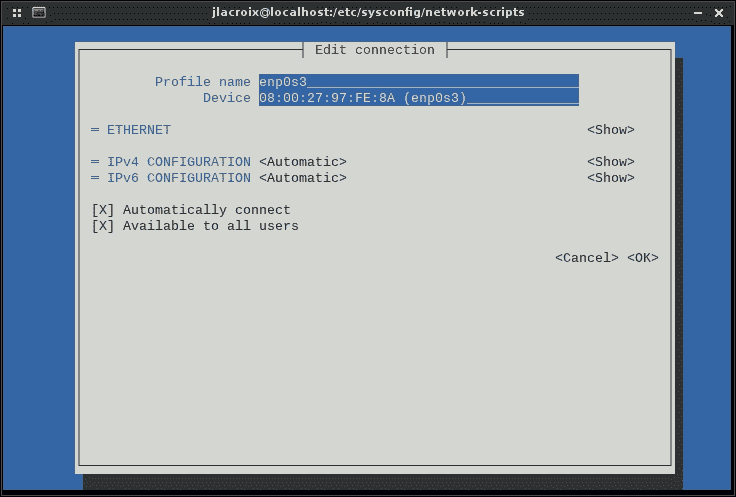 jlacroix@localhost:/etc/sysconfig/network-scripts
Edit connection
Profile name enp0s3
Device 08:00:27:97:FE:8A (enp0s3)
= ETHERNET <Show>
= IPv4 CONFIGURATION <Automatic> <Show>
= IPv6 CONFIGURATION <Automatic> <Show>
[X] Automatically connect
[X] Available to all users
<Cancel> <OK>